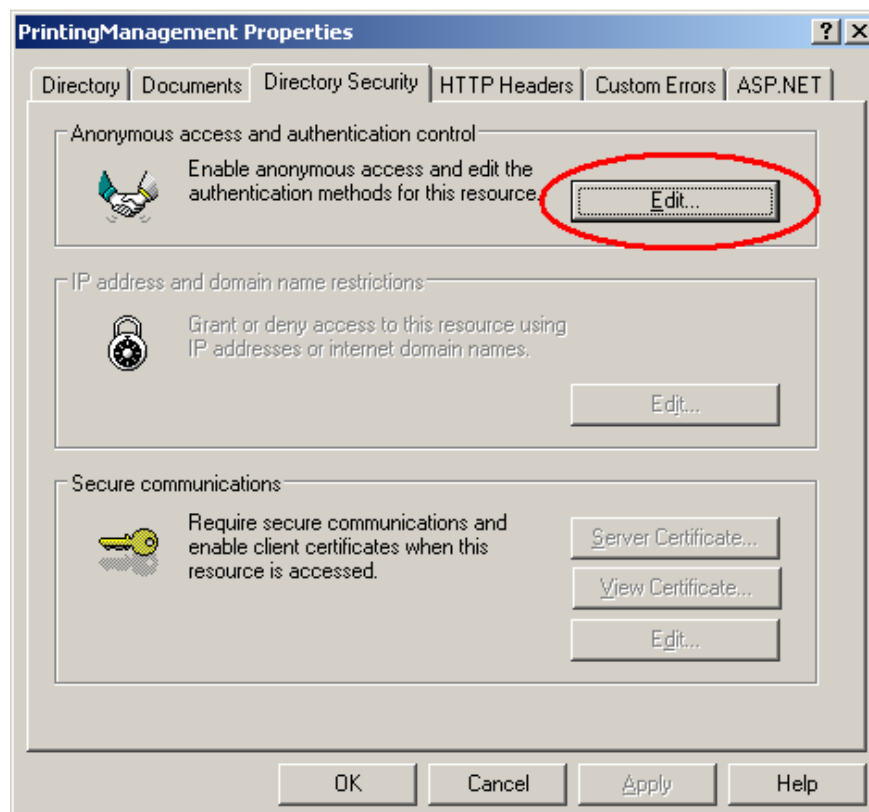 PrintingManagement Properties
Directory Documents Directory Security HTTP Headers Custom Errors ASP.NET
Anonymous access and authentication control
Enable anonymous access and edit the
authentication methods for this resource.
Edit...
IP address and domain name restrictions
Grant or deny access to this resource using
IP addresses or internet domain names.
Edit...
Secure communications
Require secure communications and
enable client certificates when this
resource is accessed.
Server Certificate...
View Certificate...
Edit...
OK Cancel Apply Help